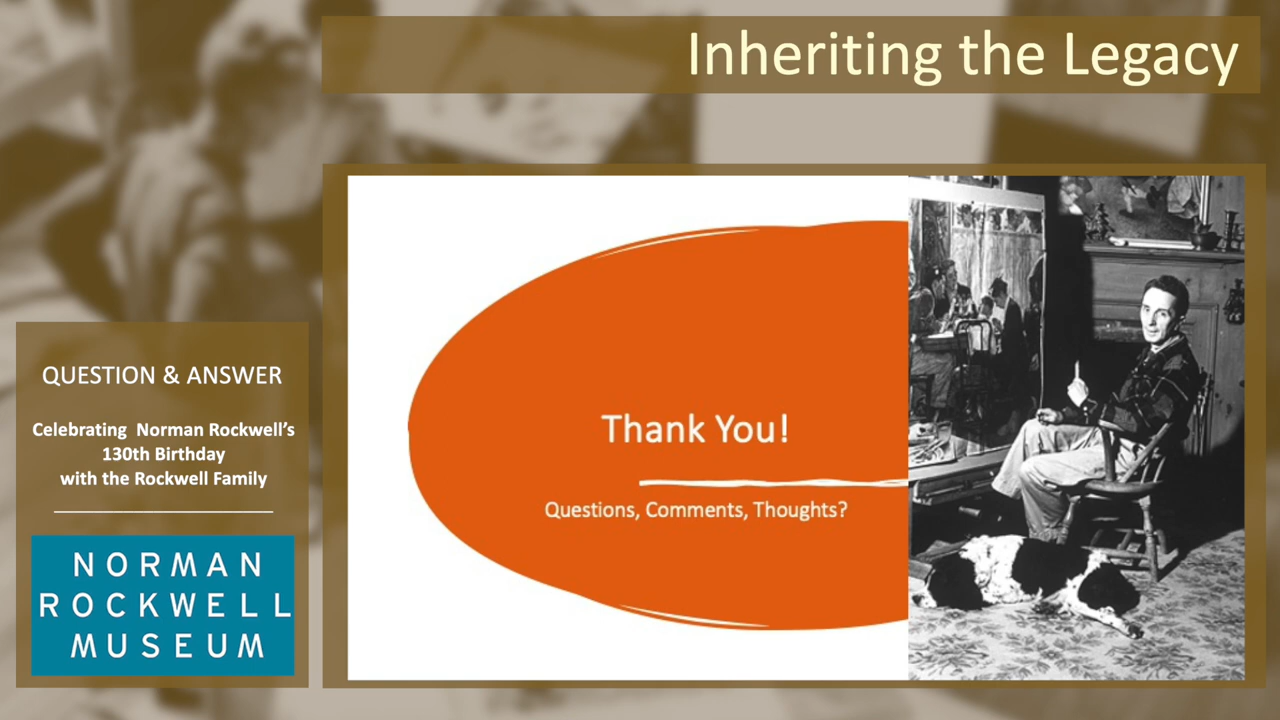 Inheriting the Legacy
QUESTION & ANSWER
Celebrating  Norman Rockwell’s
130th Birthday
with the Rockwell Family
NORMAN
ROCKWELL
MUSEUM
Thank You!
Questions, Comments, Thoughts?